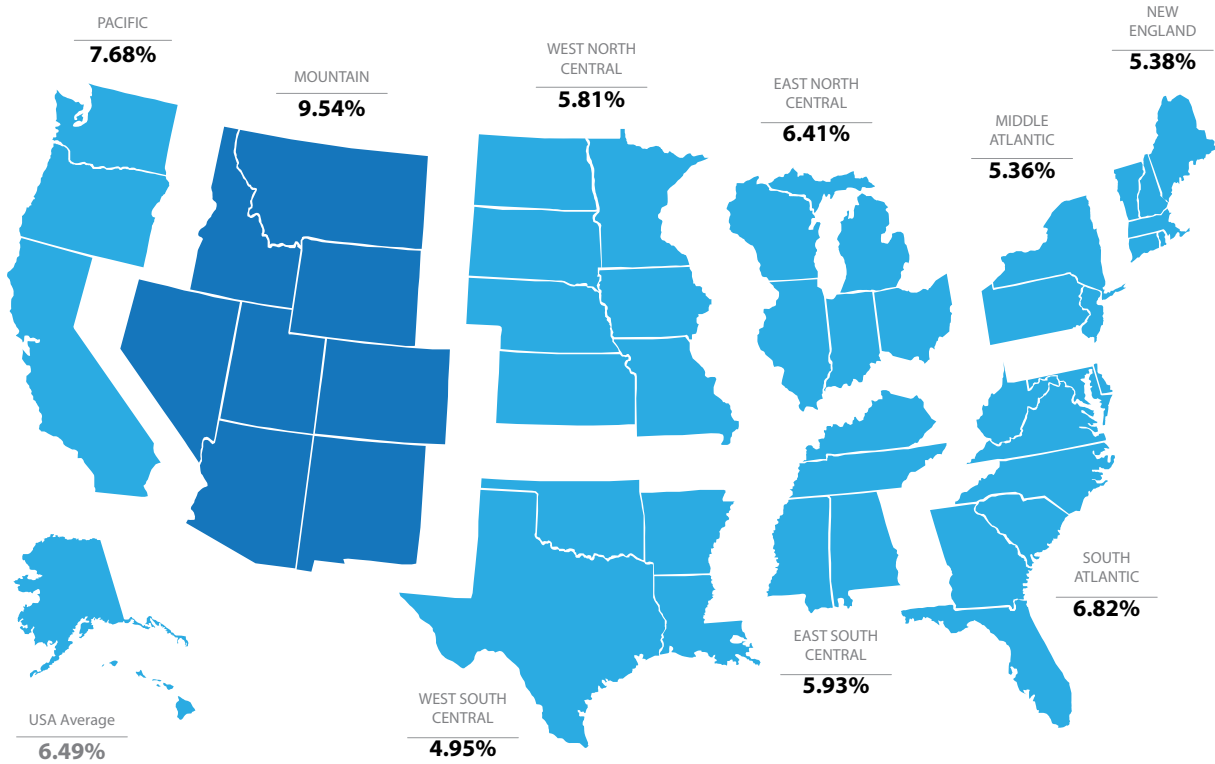 PACIFIC
7.68%
MOUNTAIN
9.54%
WEST NORTH
CENTRAL
5.81%
EAST NORTH
CENTRAL
6.41%
MIDDLE
ATLANTIC
5.36%
NEW
ENGLAND
5.38%
SOUTH
ATLANTIC
6.82%
EAST SOUTH
CENTRAL
5.93%
WEST SOUTH
CENTRAL
4.95%
USA Average
6.49%